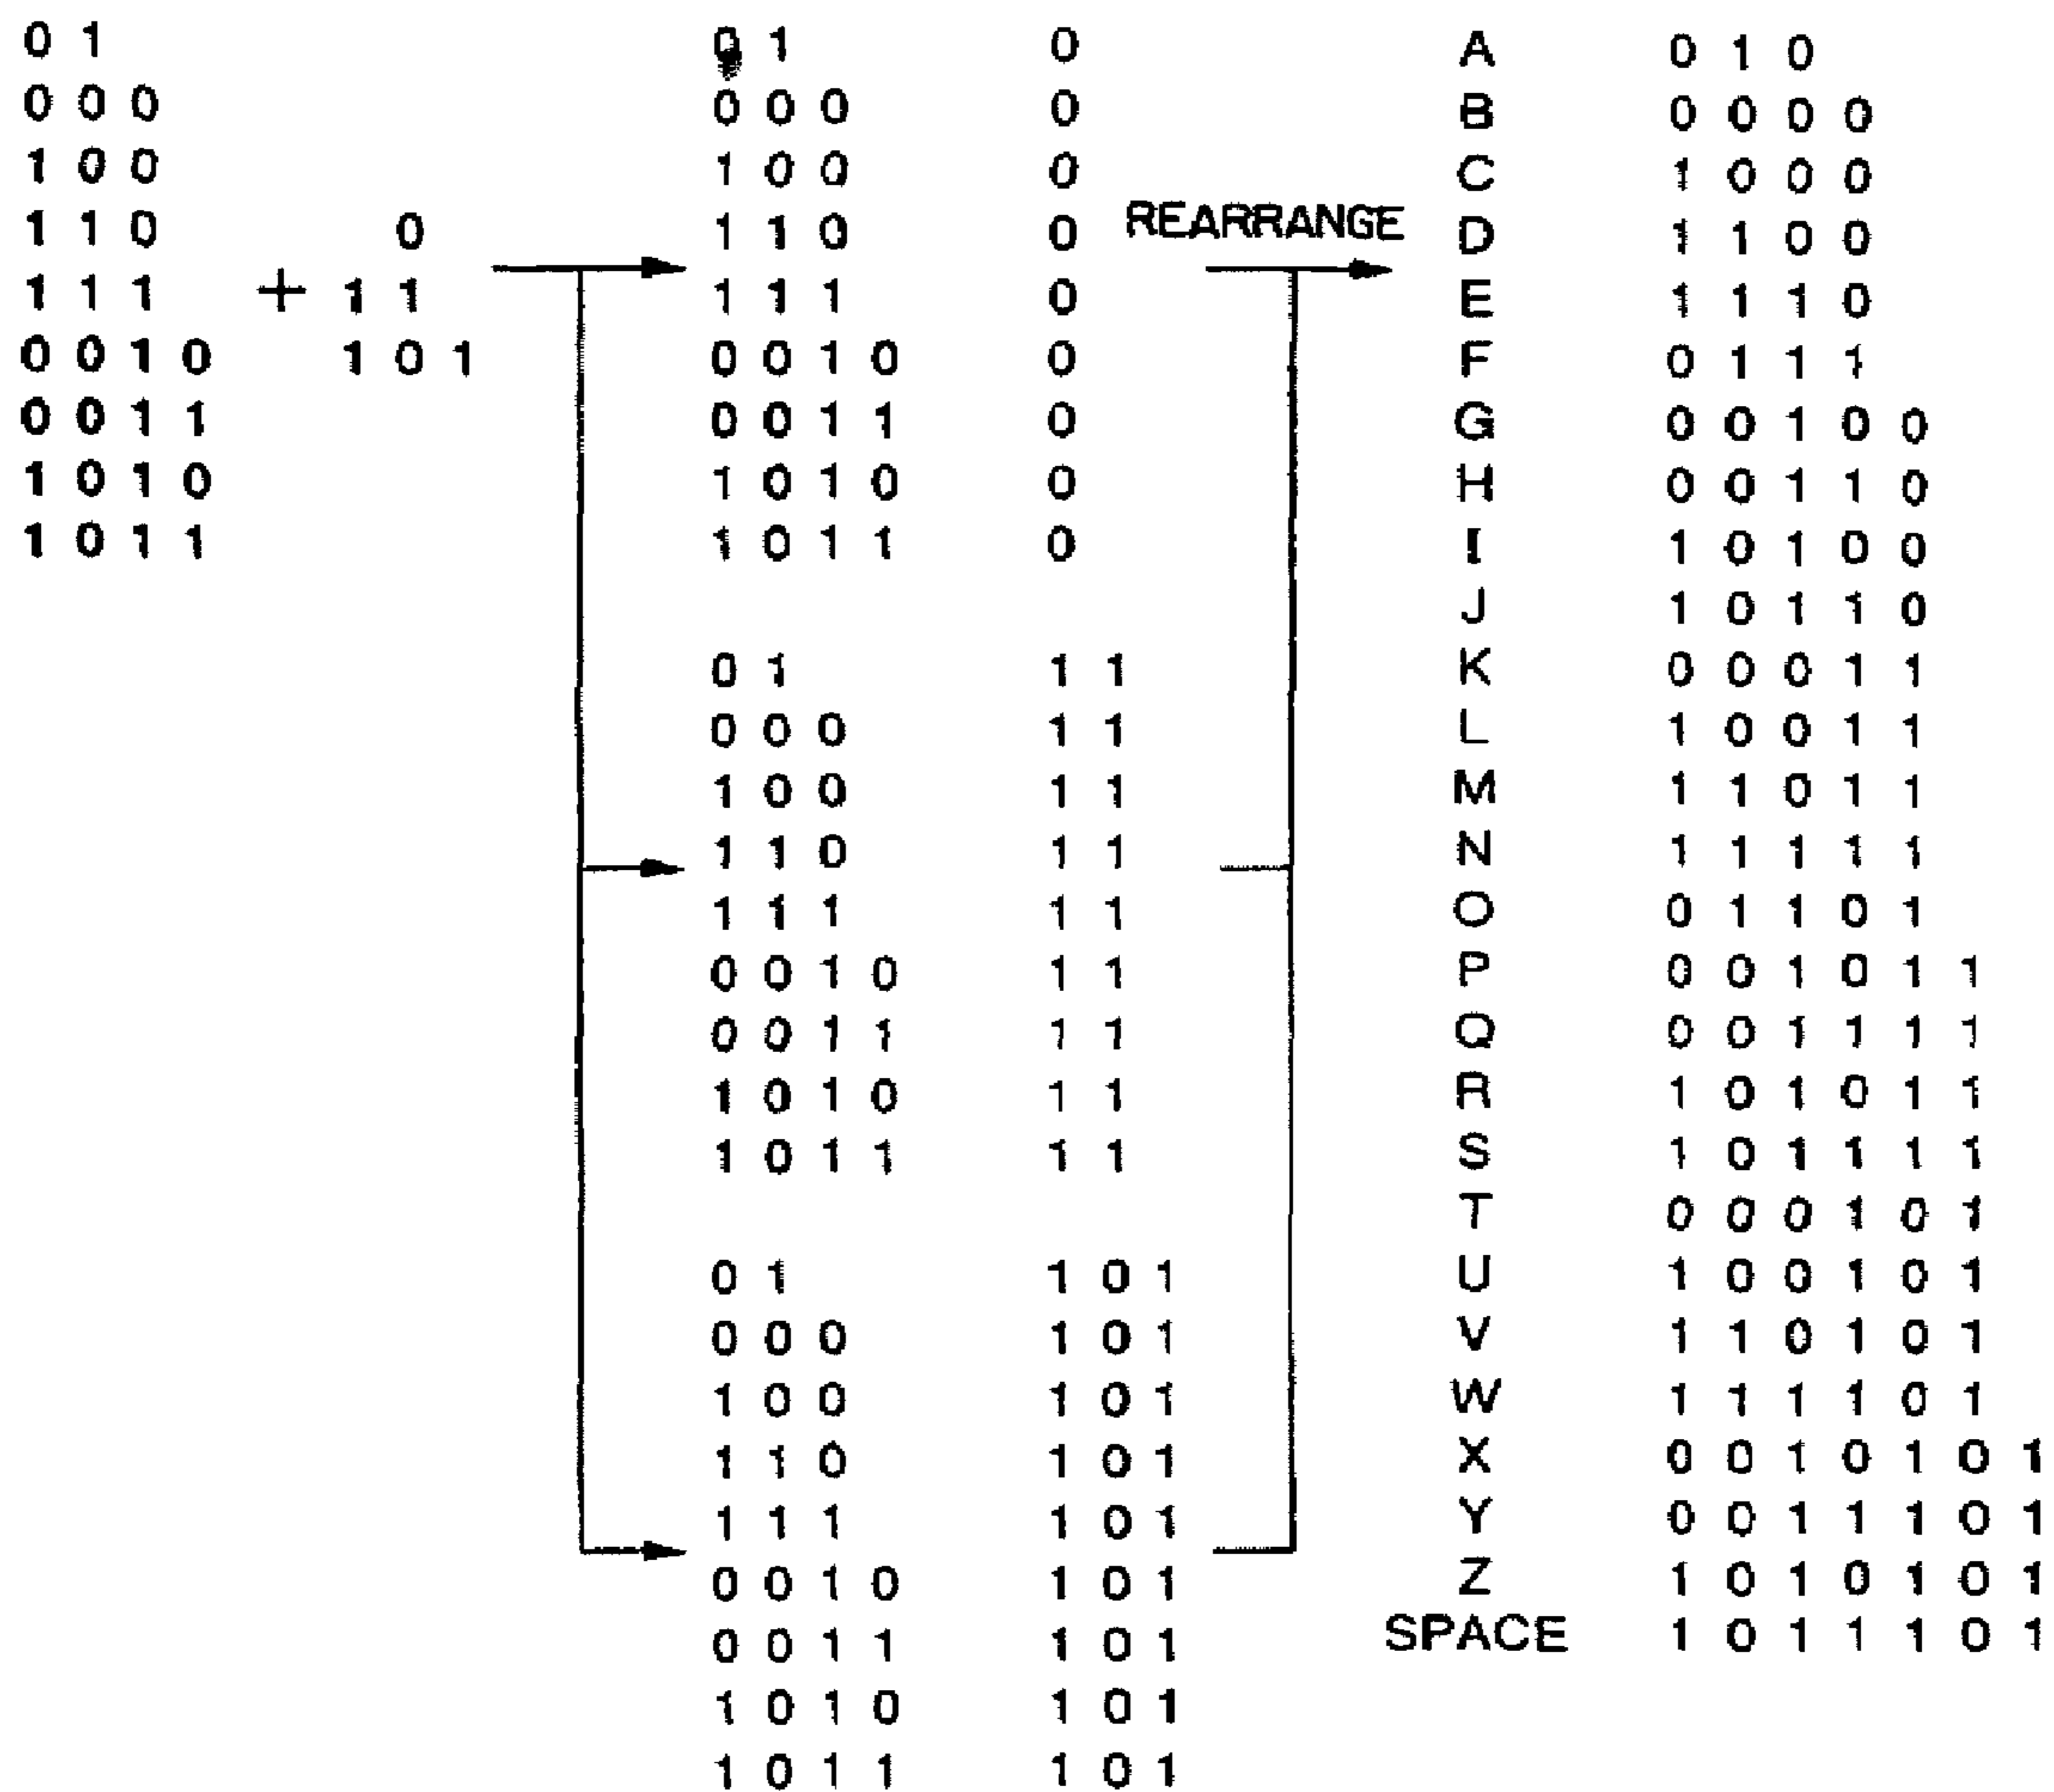 0 1
0 0 0
1 0 0
1 1 0
1 1 1
0 0 1 0
0 0 1 1
1 0 1 0
1 0 1 1
+
0
1 1
1 0 1
0 1 0
0 0 0 0
1 0 0 0
1 1 0 0
1 1 1 0
0 0 1 0 0
0 0 1 1 0
1 0 1 0 0
1 0 1 1 0
0 1 1 1
0 0 0 1 1
1 0 0 1 1
1 1 0 1 1
1 1 1 1 1
0 0 1 0 1 1
0 0 1 1 1 1
1 0 1 0 1 1
1 0 1 1 1 1
0 1 1 0 1
0 0 0 1 0 1
1 0 0 1 0 1
1 1 0 1 0 1
1 1 1 1 0 1
0 0 1 0 1 0 1
0 0 1 1 1 0 1
1 0 1 0 1 0 1
1 0 1 1 1 0 1
REARRANGE
A 0 1 0
B 0 0 0 0
C 1 0 0 0
D 1 1 0 0
E 1 1 1 0
F 0 1 1 1
G 0 0 1 0 0
H 0 0 1 1 0
I 1 0 1 0 0
J 1 0 1 1 0
K 0 0 0 1 1
L 1 0 0 1 1
M 1 1 0 1 1
N 1 1 1 1 1
O 0 1 1 0 1
P 0 0 1 0 1 1
Q 0 0 1 1 1 1
R 1 0 1 0 1 1
S 1 0 1 1 1 1
T 0 0 0 1 0 1
U 1 0 0 1 0 1
V 1 1 0 1 0 1
W 1 1 1 1 0 1
X 0 0 1 0 1 0 1
Y 0 0 1 1 1 0 1
Z 1 0 1 0 1 0 1
SPACE 1 0 1 1 1 0 1